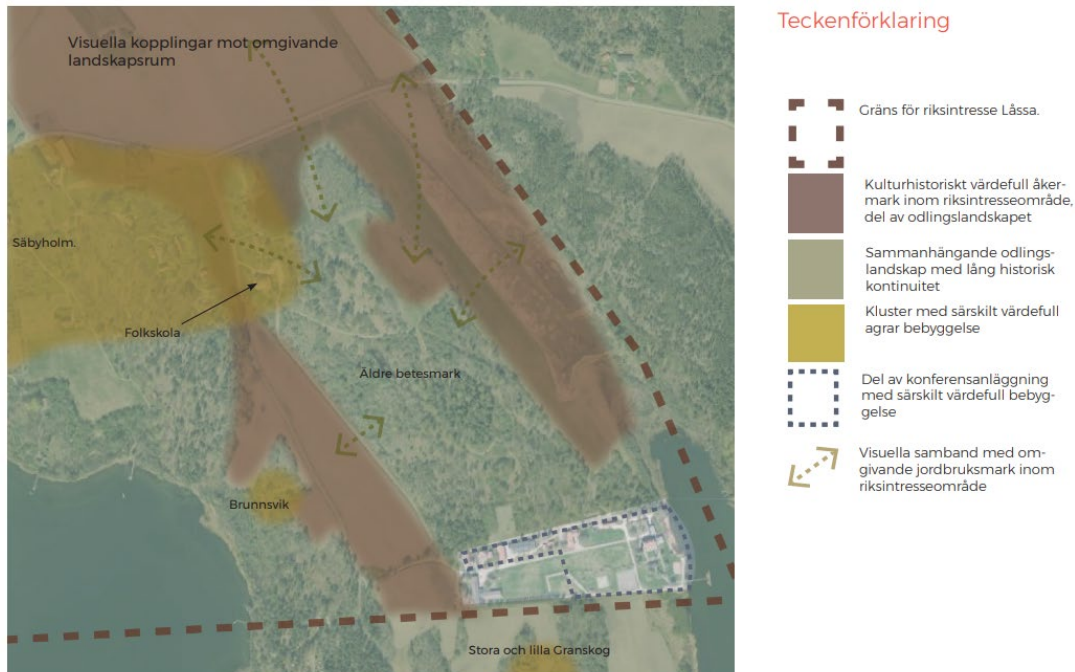 Visuella kopplingar mot omgivande
landskapsrum
Säbyholm.
Folkskola
Äldre betesmark
Brunnsvik
Stora och lilla Granskog
Teckenförklaring
Gräns för riksintresse Låssa.
Kulturhistoriskt värdefull åker-
mark inom riksintresseområde,
del av odlingslandskapet
Sammanhängande odlings-
landskap med lång historisk
kontinuitet
Kluster med särskilt värdefull
agrar bebyggelse
Del av konferensanläggning
med särskilt värdefull bebyg-
gelse
Visuella samband med om-
givande jordbruksmark inom
riksintresseområde